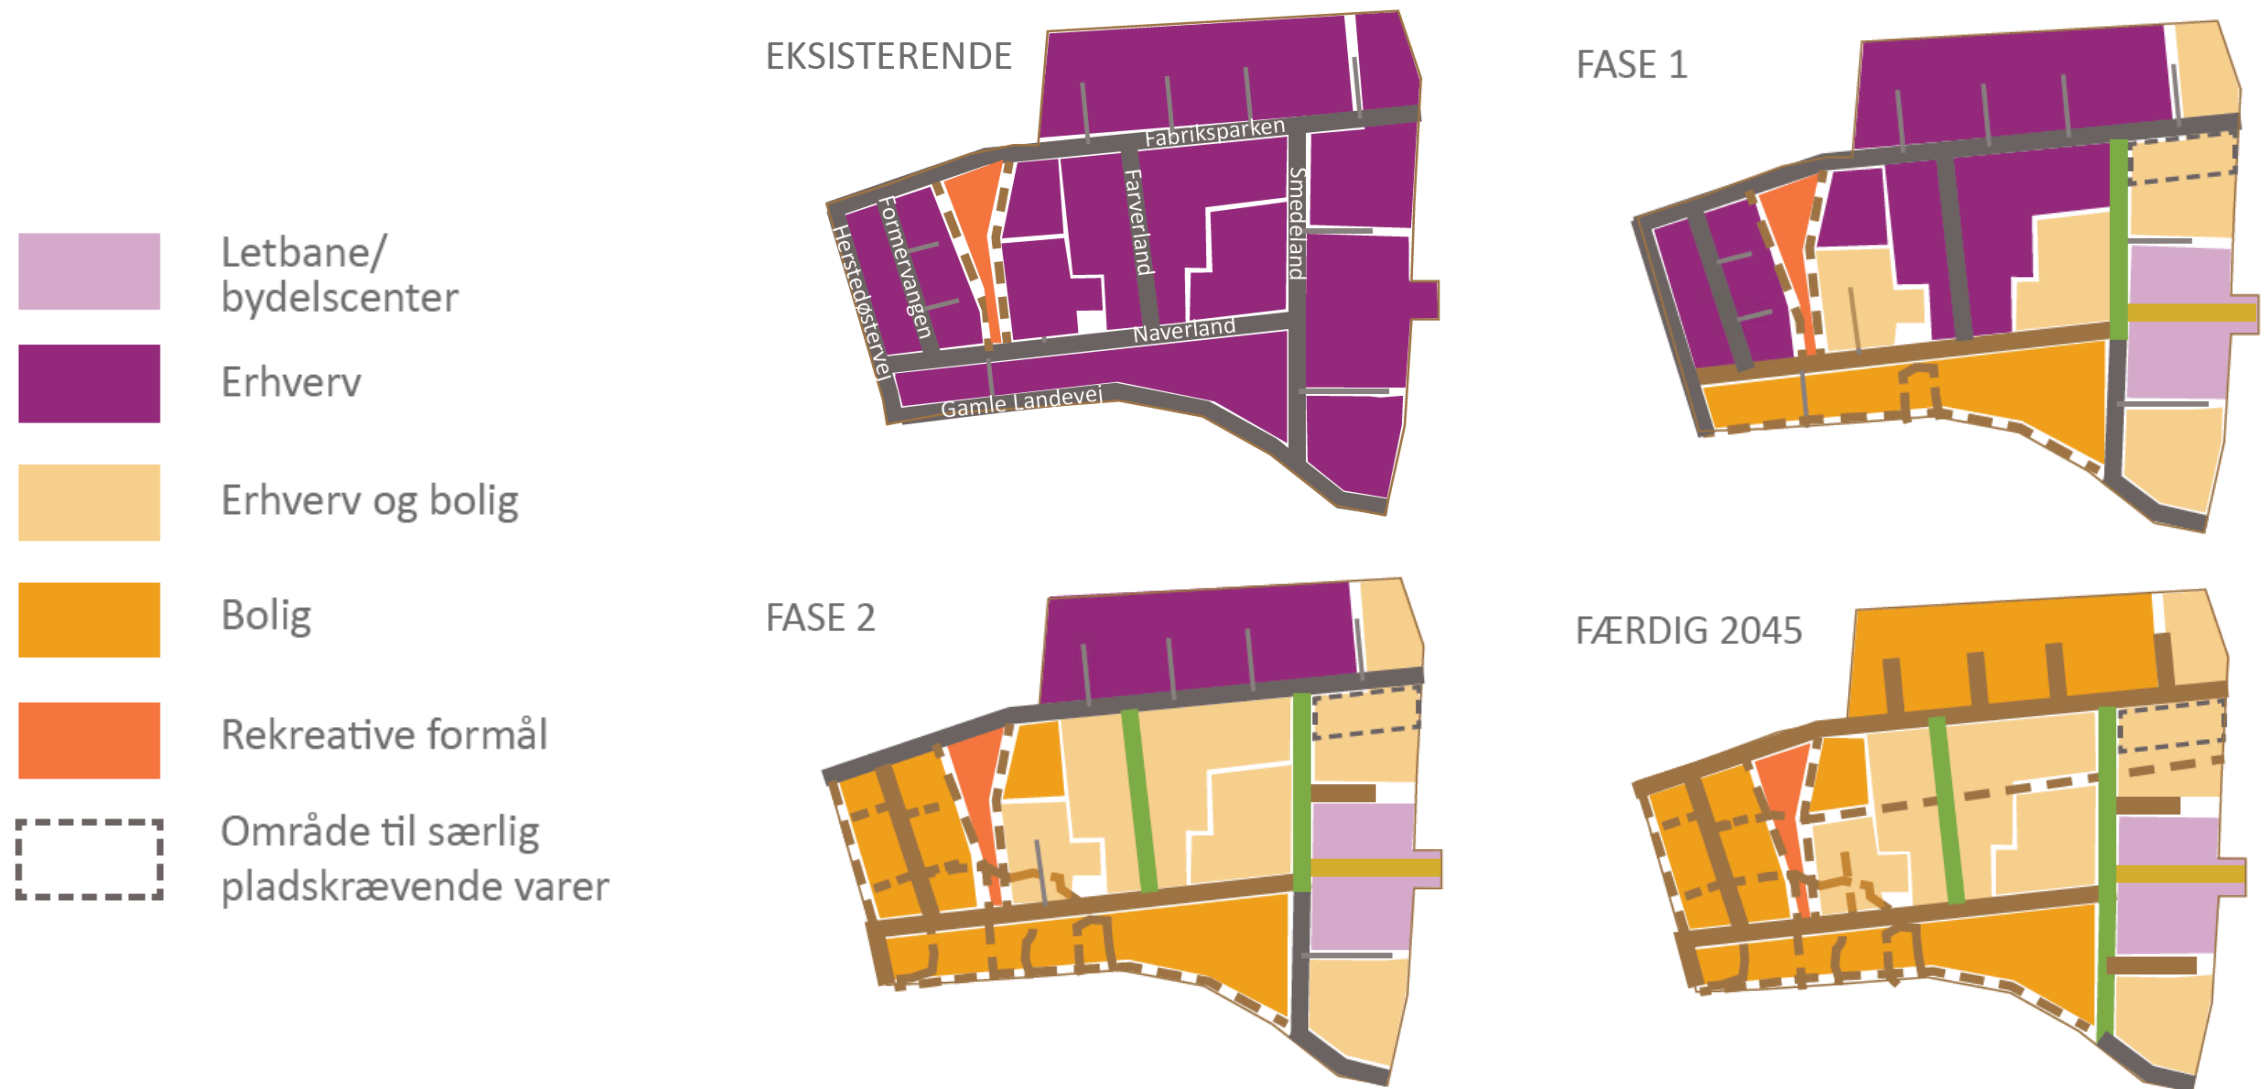 Letbane/
bydelscenter
Erhverv
Erhverv og bolig
Bolig
Rekreative formål
Område til særlig
pladskrævende varer
EKSISTERENDE
Fabriksparken
Farverland
Smedeland
Formervangen
Herstedøstervej
Naverland
Gamle Landevej
FASE 1
FASE 2
FÆRDIG 2045